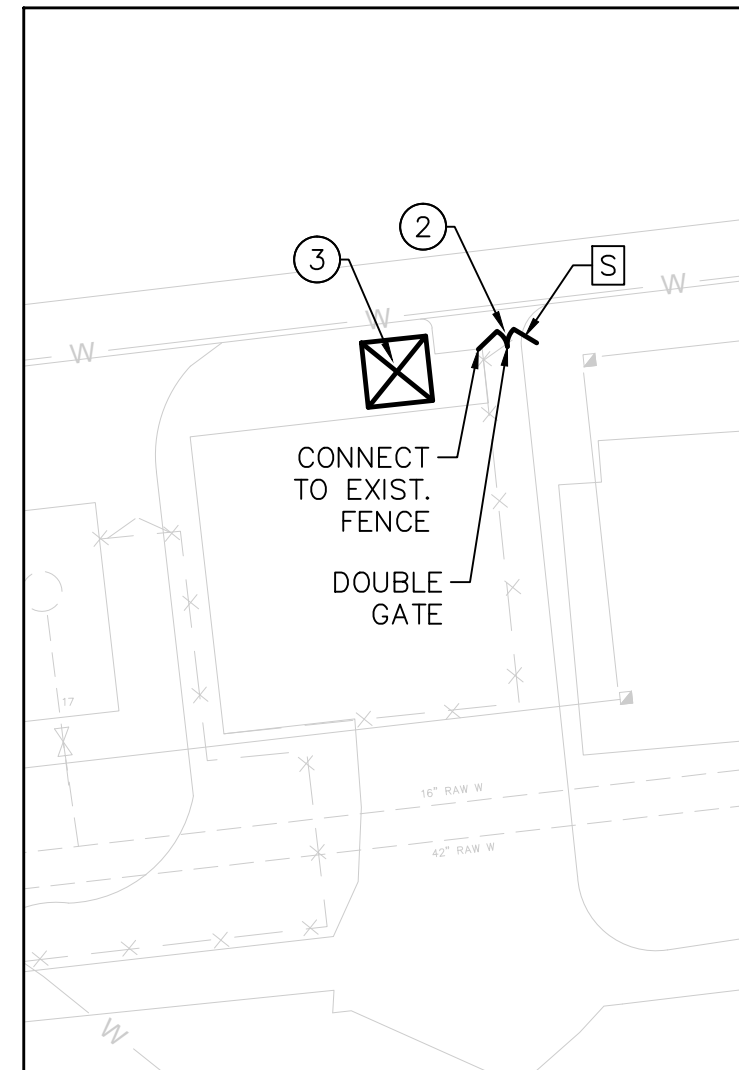 2
3
S
W
W
W
CONNECT
TO EXIST.
FENCE
DOUBLE
GATE
17
16" RAW W
42" RAW W
W